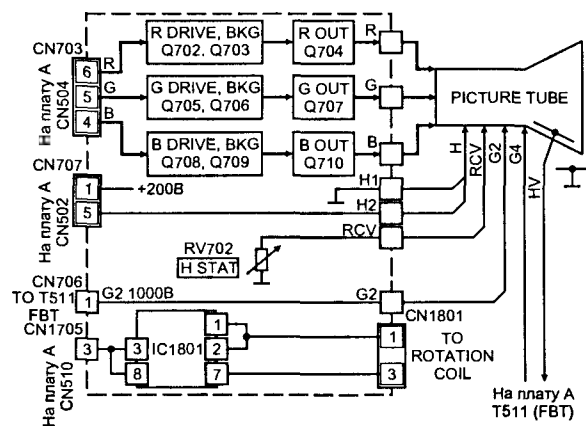 CN703
На плату А
CN504
6
5
4
R
G
B
R DRIVE, BKG
Q702, Q703
R OUT
Q704
R
G DRIVE, BKG
Q705, Q706
G OUT
Q707
G
B DRIVE, BKG
Q708, Q709
B OUT
Q710
B
PICTURE TUBE
H
RCV
G2
G4
HV
CN707
На плату А
CN502
1
5
+200В
H1
H2
RCV
RV702
H STAT
CN706
TO T511
FBT
1
G2 1000В
G2
CN1705
На плату А
CN510
3
3
8
IC1801
1
2
7
CN1801
1
3
TO
ROTATION
COIL
На плату А
T511 (FBT)